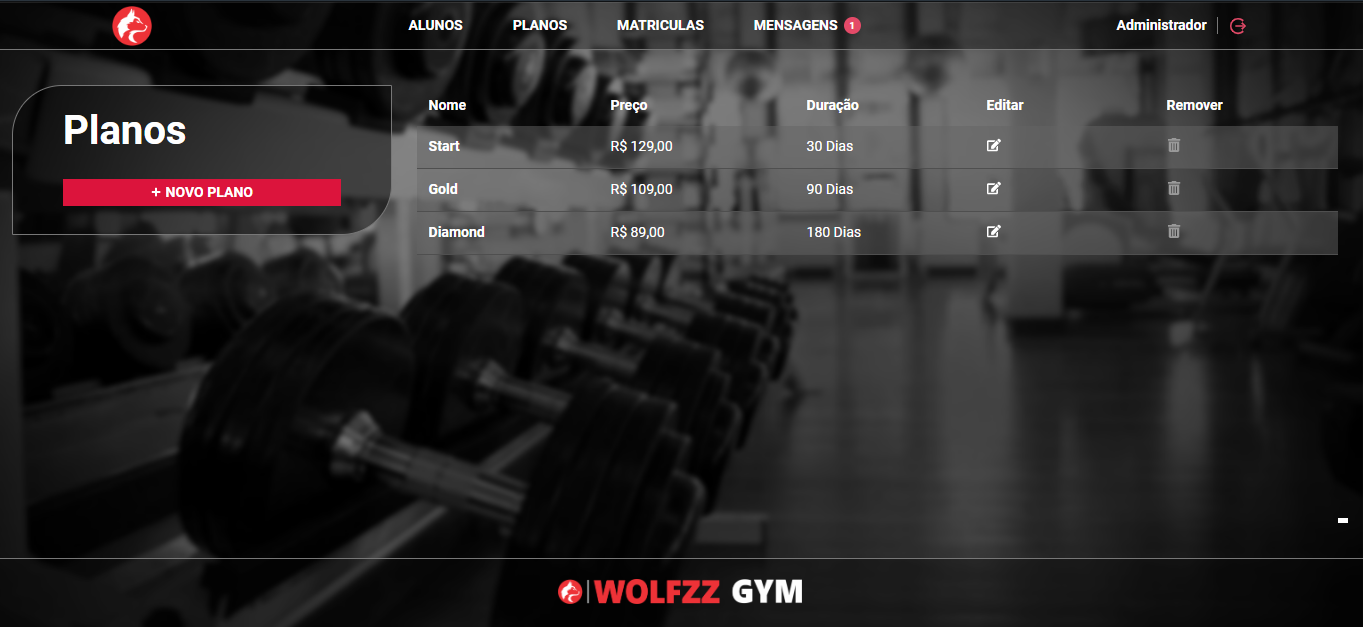 ALUNOS PLANOS MATRICULAS MENSAGENS 1 Administrador
Planos
+ NOVO PLANO
Nome Preço Duração Editar Remover
Start R$ 129,00 30 Dias
Gold R$ 109,00 90 Dias
Diamond R$ 89,00 180 Dias
WOLFZZ GYM